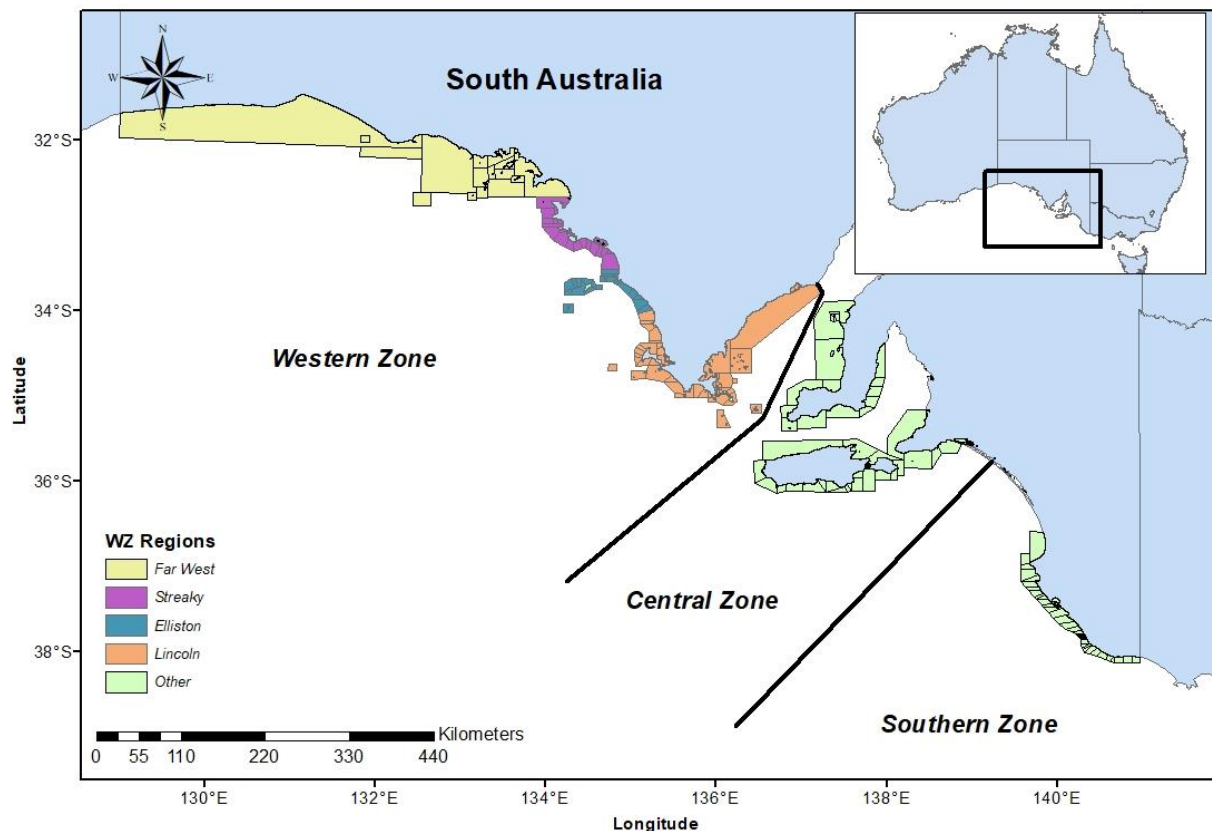 N
W
E
S
South Australia
32°S
34°S
36°S
38°S
Latitude
Western Zone
Central Zone
Southern Zone
WZ Regions
Far West
Streaky
Elliston
Lincoln
Other
Kilometers
0 55 110 220 330 440
130°E 132°E 134°E 136°E 138°E 140°E
Longitude